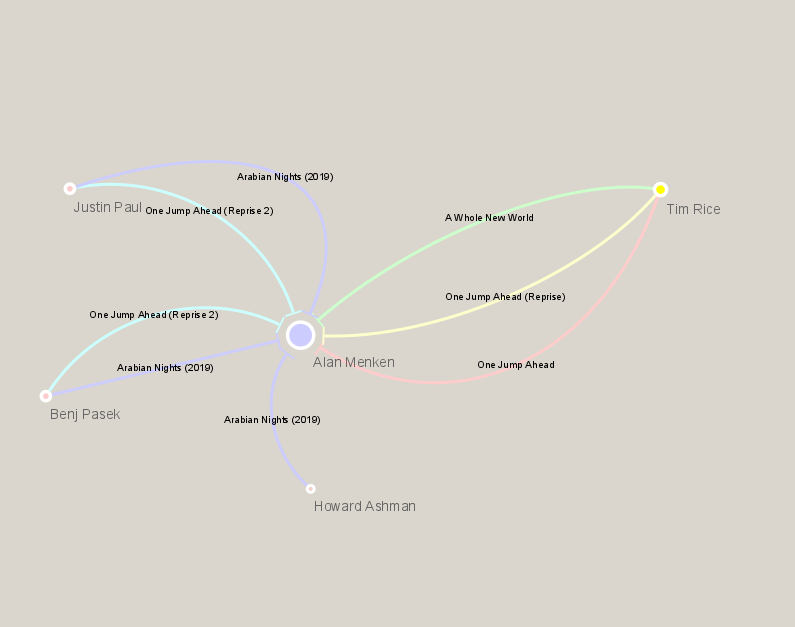 Arabian Nights (2019)
Justin Paul
One Jump Ahead (Reprise 2)
Tim Rice
A Whole New World
One Jump Ahead (Reprise)
One Jump Ahead (Reprise 2)
Alan Menken
One Jump Ahead
Arabian Nights (2019)
Benj Pasek
Arabian Nights (2019)
Howard Ashman